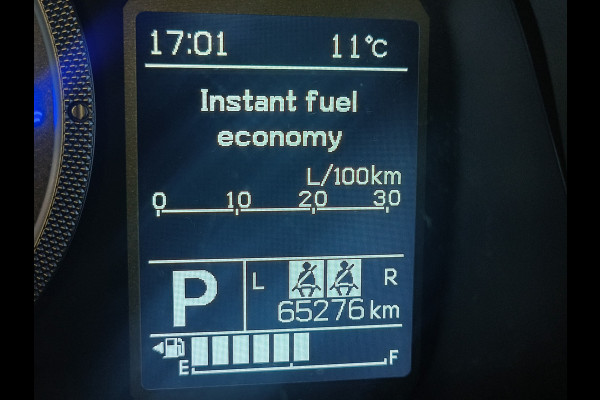 17:01 11°C
Instant fuel
economy
L/100km
0 10 20 30
P L R
65276 km
E F